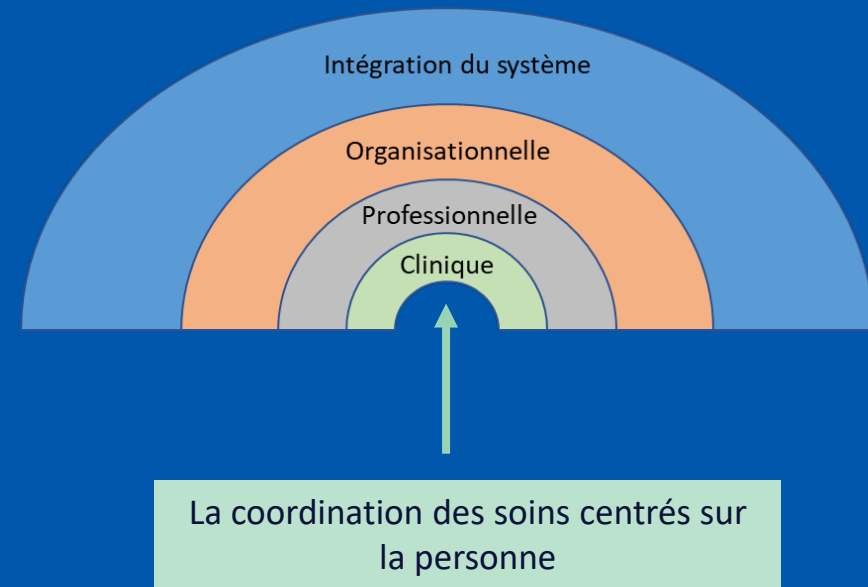 Intégration du système
Organisationnelle
Professionnelle
Clinique
La coordination des soins centrés sur
la personne